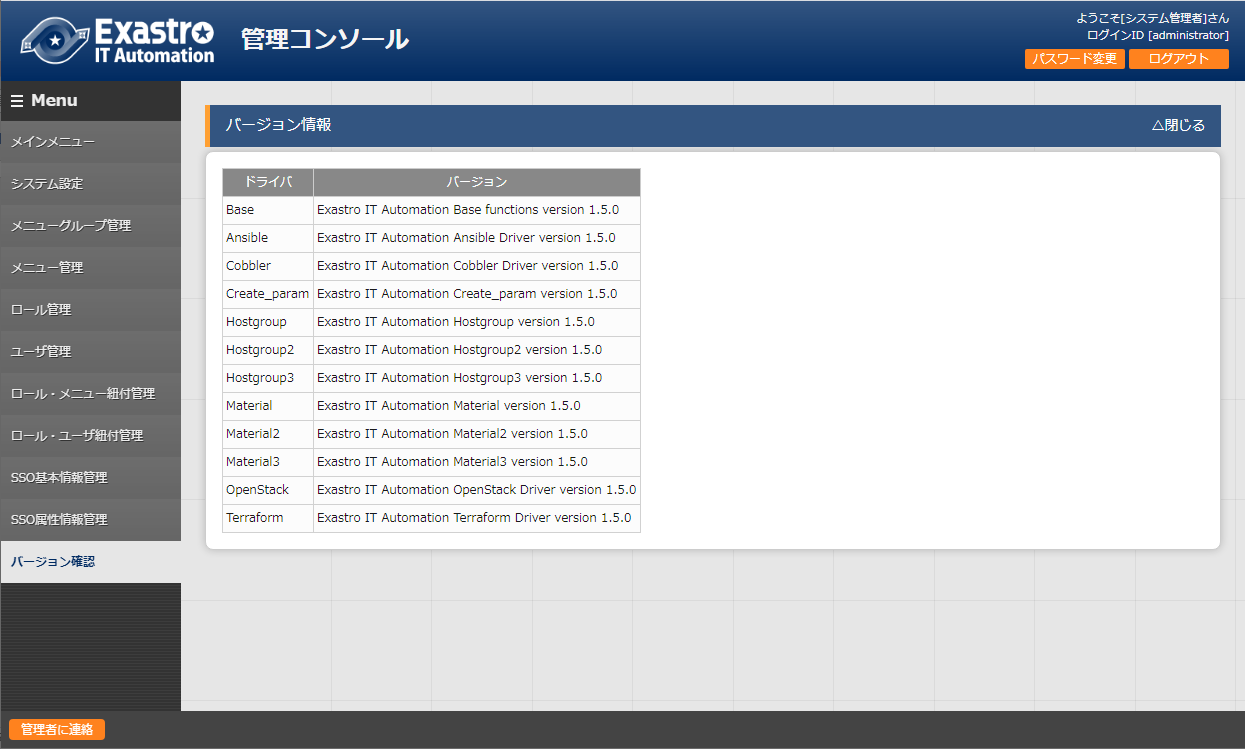 Exastro
IT Automation
管理コンソール
ようこそ[システム管理者]さん
ログインID [administrator]
パスワード変更 ログアウト
☰ Menu
メインメニュー
システム設定
メニューグループ管理
メニュー管理
ロール管理
ユーザ管理
ロール・メニュー紐付管理
ロール・ユーザ紐付管理
SSO基本情報管理
SSO属性情報管理
バージョン確認
バージョン情報 △閉じる
ドライバ バージョン
Base Exastro IT Automation Base functions version 1.5.0
Ansible Exastro IT Automation Ansible Driver version 1.5.0
Cobbler Exastro IT Automation Cobbler Driver version 1.5.0
Create_param Exastro IT Automation Create_param version 1.5.0
Hostgroup Exastro IT Automation Hostgroup version 1.5.0
Hostgroup2 Exastro IT Automation Hostgroup2 version 1.5.0
Hostgroup3 Exastro IT Automation Hostgroup3 version 1.5.0
Material Exastro IT Automation Material version 1.5.0
Material2 Exastro IT Automation Material2 version 1.5.0
Material3 Exastro IT Automation Material3 version 1.5.0
OpenStack Exastro IT Automation OpenStack Driver version 1.5.0
Terraform Exastro IT Automation Terraform Driver version 1.5.0
管理者に連絡